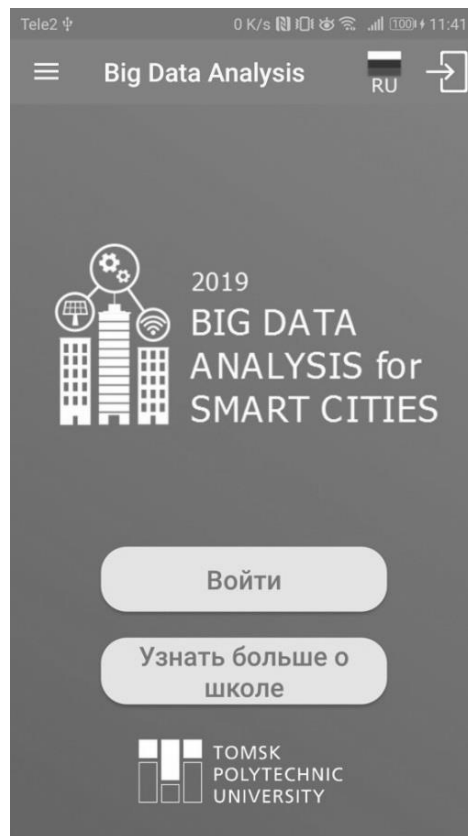 Tele2 0 K/s 100 11:41
Big Data Analysis
RU
2019
BIG DATA
ANALYSIS for
SMART CITIES
Войти
Узнать больше о
школе
TOMSK
POLYTECHNIC
UNIVERSITY